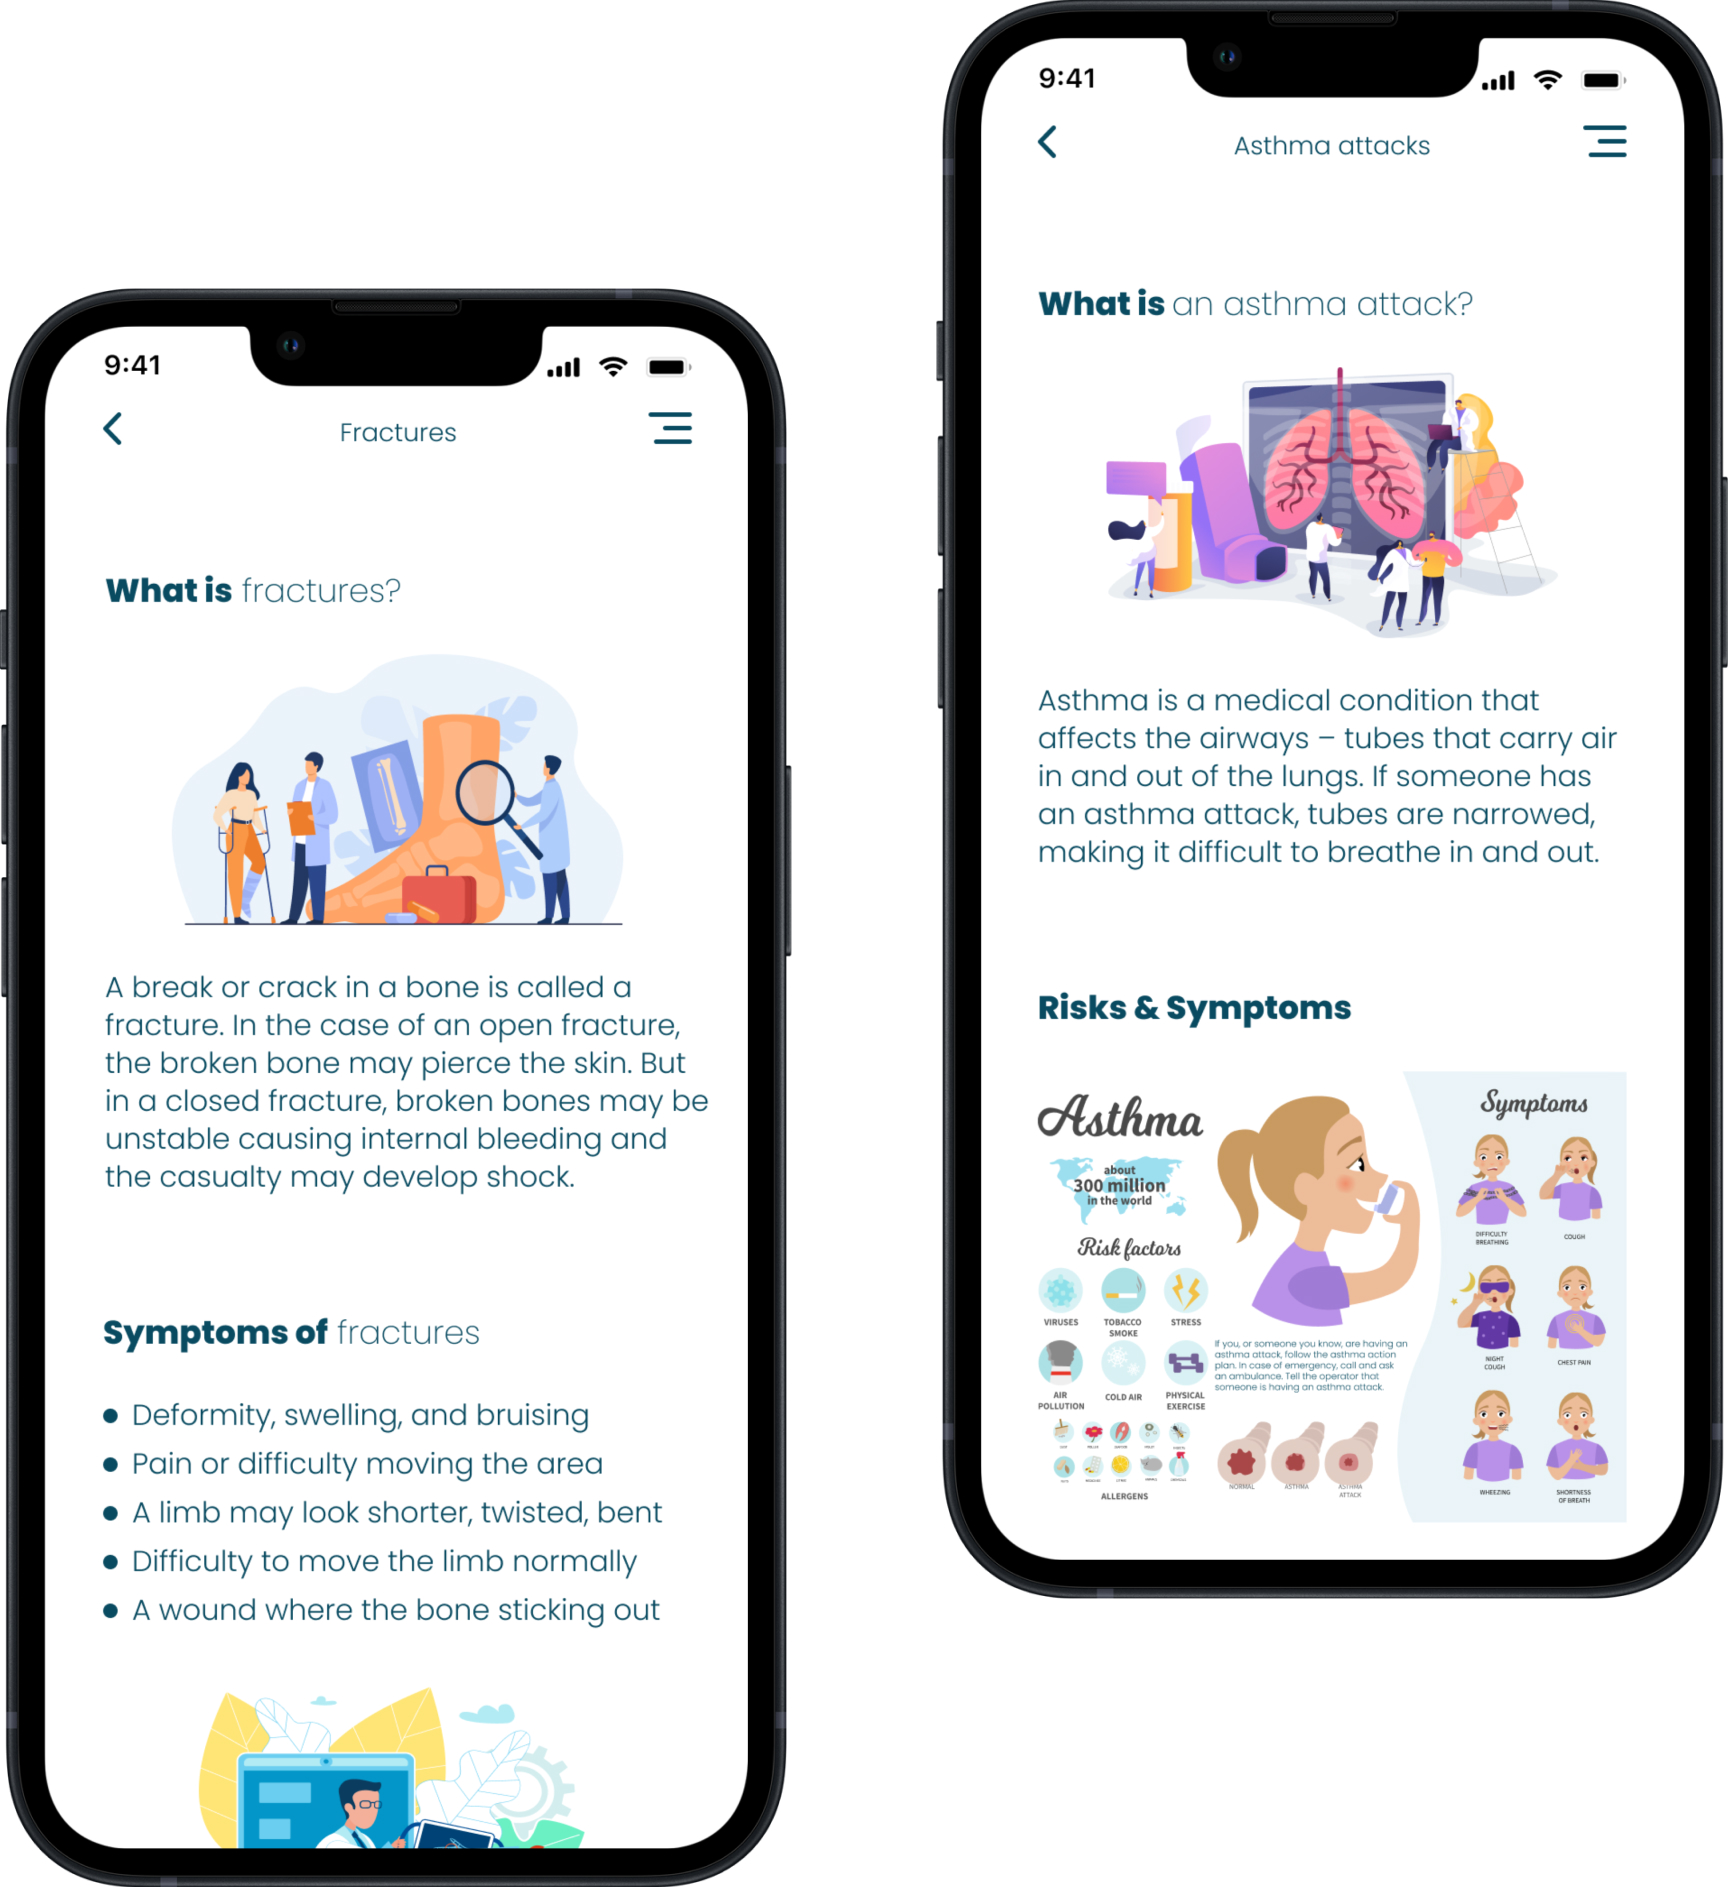 9:41
Fractures
What is fractures?
A break or crack in a bone is called a
fracture. In the case of an open fracture,
the broken bone may pierce the skin. But
in a closed fracture, broken bones may be
unstable causing internal bleeding and
the casualty may develop shock.
Symptoms of fractures
Deformity, swelling, and bruising
Pain or difficulty moving the area
A limb may look shorter, twisted, bent
Difficulty to move the limb normally
A wound where the bone sticking out
9:41
Asthma attacks
What is an asthma attack?
Asthma is a medical condition that
affects the airways – tubes that carry air
in and out of the lungs. If someone has
an asthma attack, tubes are narrowed,
making it difficult to breathe in and out.
Risks & Symptoms
Asthma
about
300 million
in the world
Risk factors
VIRUSES
TOBACCO
SMOKE
STRESS
AIR
POLLUTION
COLD AIR
PHYSICAL
EXERCISE
ALLERGENS
If you, or someone you know, are having an
asthma attack, follow the asthma action
plan. In case of emergency, call and ask
an ambulance. Tell the operator that
someone is having an asthma attack.
NORMAL
ASTHMA
ASTHMA
ATTACK
Symptoms
DIFFICULTY
BREATHING
COUGH
NIGHT
COUGH
CHEST PAIN
WHEEZING
SHORTNESS
OF BREATH